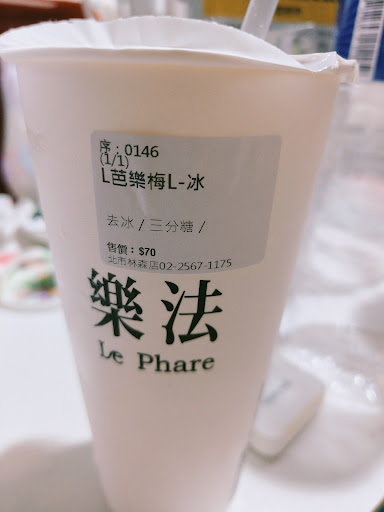 序：0146
(1/1)
L芭樂梅L-冰
去冰 / 三分糖 /
售價：$70
北市林森店02-2567-1175
樂法
Le Phare